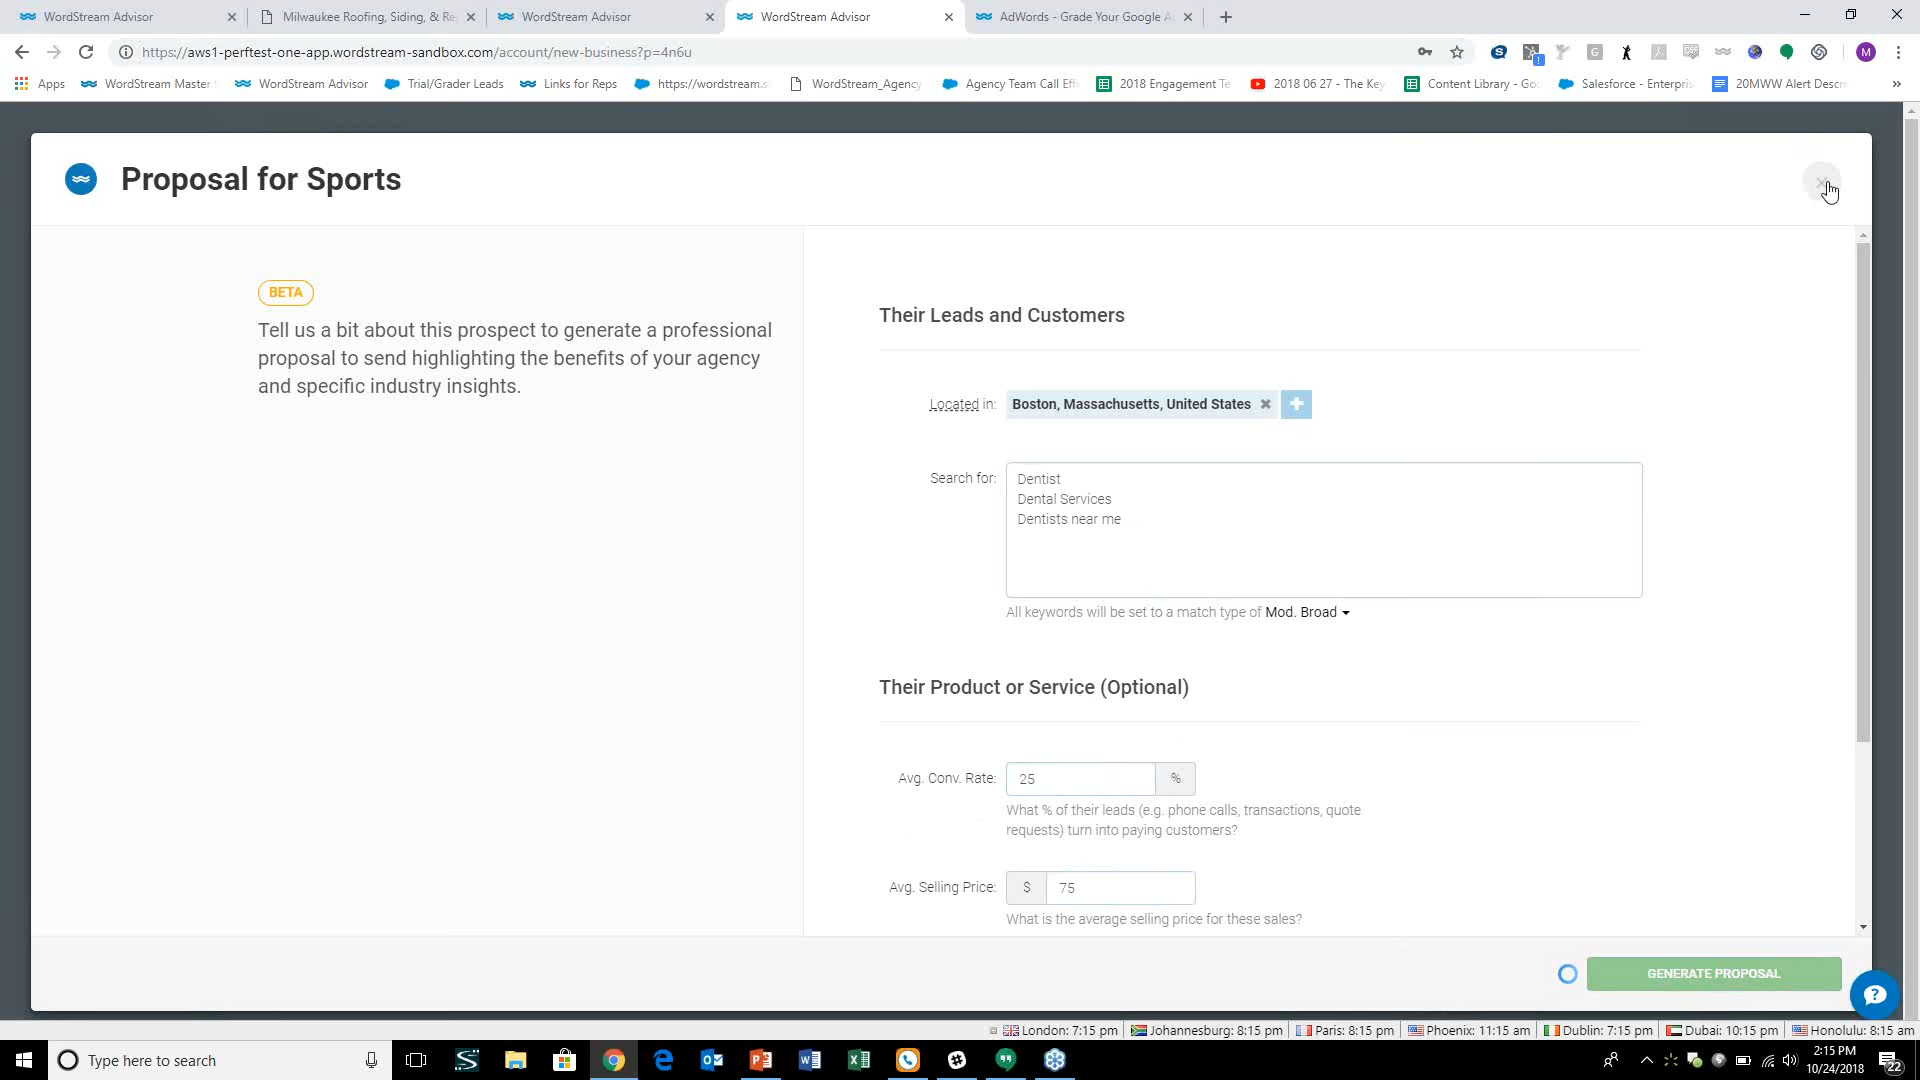 WordStream Advisor
Milwaukee Roofing, Siding, & Re
WordStream Advisor
WordStream Advisor
AdWords - Grade Your Google A
https://aws1-perftest-one-app.wordstream-sandbox.com/account/new-business?p=4n6u
M
Apps
WordStream Master
WordStream Advisor
Trial/Grader Leads
Links for Reps
https://wordstream.s
WordStream_Agency
Agency Team Call Eff
2018 Engagement Te
2018 06 27 - The Key
Content Library - Goo
Salesforce - Enterpris
20MWW Alert Descri
Proposal for Sports
BETA
Tell us a bit about this prospect to generate a professional
proposal to send highlighting the benefits of your agency
and specific industry insights.
Their Leads and Customers
Located in:
Boston, Massachusetts, United States
Search for:
Dentist
Dental Services
Dentists near me
All keywords will be set to a match type of Mod. Broad
Their Product or Service (Optional)
Avg. Conv. Rate:
25
%
What % of their leads (e.g. phone calls, transactions, quote
requests) turn into paying customers?
Avg. Selling Price:
$
75
What is the average selling price for these sales?
GENERATE PROPOSAL
London: 7:15 pm
Johannesburg: 8:15 pm
Paris: 8:15 pm
Phoenix: 11:15 am
Dublin: 7:15 pm
Dubai: 10:15 pm
Honolulu: 8:15 am
Type here to search
2:15 PM
10/24/2018
22